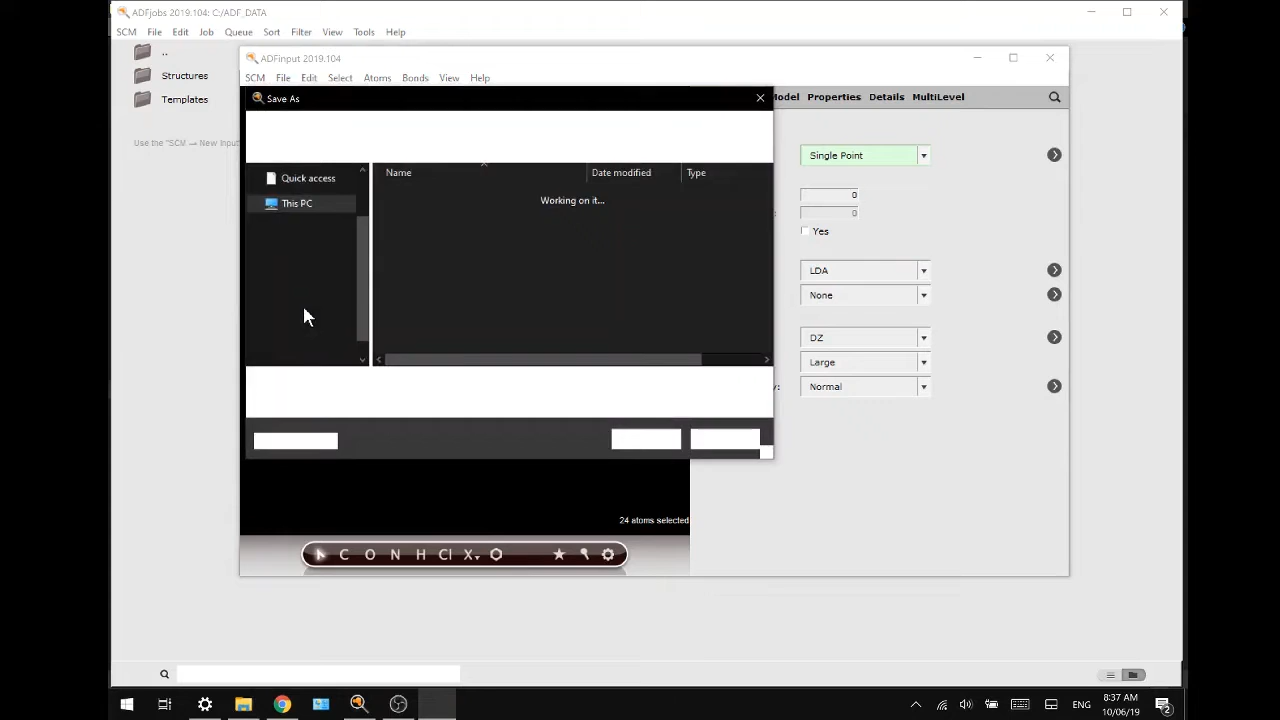 ADFjobs 2019.104: C:/ADF_DATA
SCM File Edit Job Queue Sort Filter View Tools Help
..
Structures
Templates
Use the "SCM → New Input
ADFinput 2019.104
SCM File Edit Select Atoms Bonds View Help
Model Properties Details MultiLevel
Save As
Quick access
This PC
Name Date modified Type
Working on it...
Single Point
0
0
Yes
LDA
None
DZ
Large
Normal
24 atoms selected
C O N H Cl X
ENG
8:37 AM
10/06/19
2